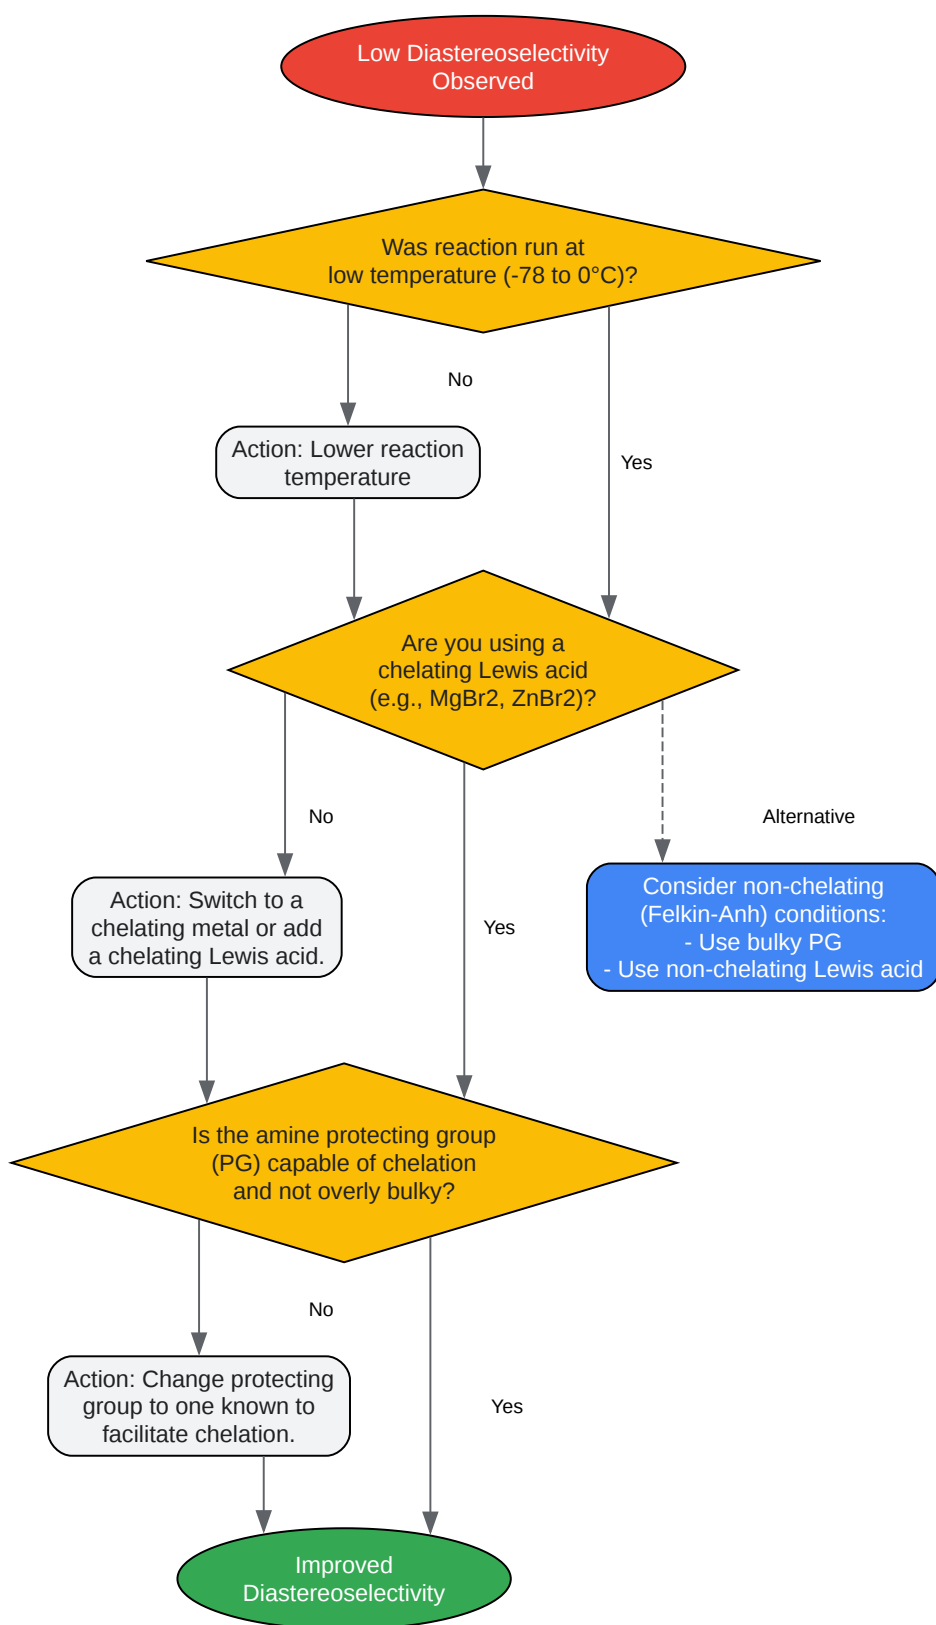 Low Diastereoselectivity
Observed
Was reaction run at
low temperature (-78 to 0°C)?
No
Action: Lower reaction
temperature
Yes
Are you using a
chelating Lewis acid
(e.g., MgBr2, ZnBr2)?
No
Alternative
Action: Switch to a
chelating metal or add
a chelating Lewis acid.
Yes
Consider non-chelating
(Felkin-Anh) conditions:
- Use bulky PG
- Use non-chelating Lewis acid
Is the amine protecting group
(PG) capable of chelation
and not overly bulky?
No
Action: Change protecting
group to one known to
facilitate chelation.
Yes
Improved
Diastereoselectivity